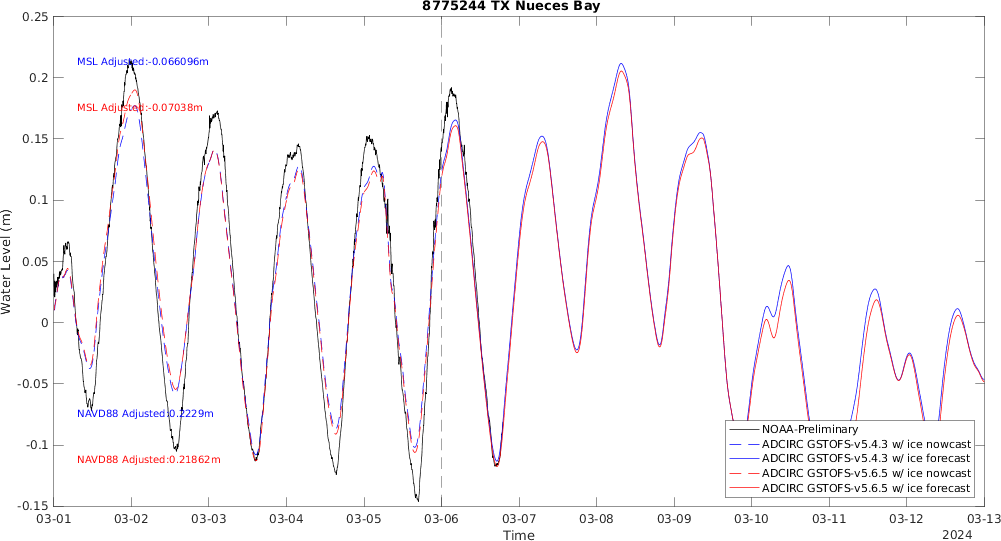 8775244 TX Nueces Bay
0.25
0.2
0.15
0.1
0.05
0
-0.05
-0.1
-0.15
Water Level (m)
MSL Adjusted:-0.066096m
MSL Adjusted:-0.07038m
NAVD88 Adjusted:0.2229m
NAVD88 Adjusted:0.21862m
NOAA-Preliminary
ADCIRC GSTOFS-v5.4.3 w/ ice nowcast
ADCIRC GSTOFS-v5.4.3 w/ ice forecast
ADCIRC GSTOFS-v5.6.5 w/ ice nowcast
ADCIRC GSTOFS-v5.6.5 w/ ice forecast
03-01 03-02 03-03 03-04 03-05 03-06 03-07 03-08 03-09 03-10 03-11 03-12 03-13
Time
2024